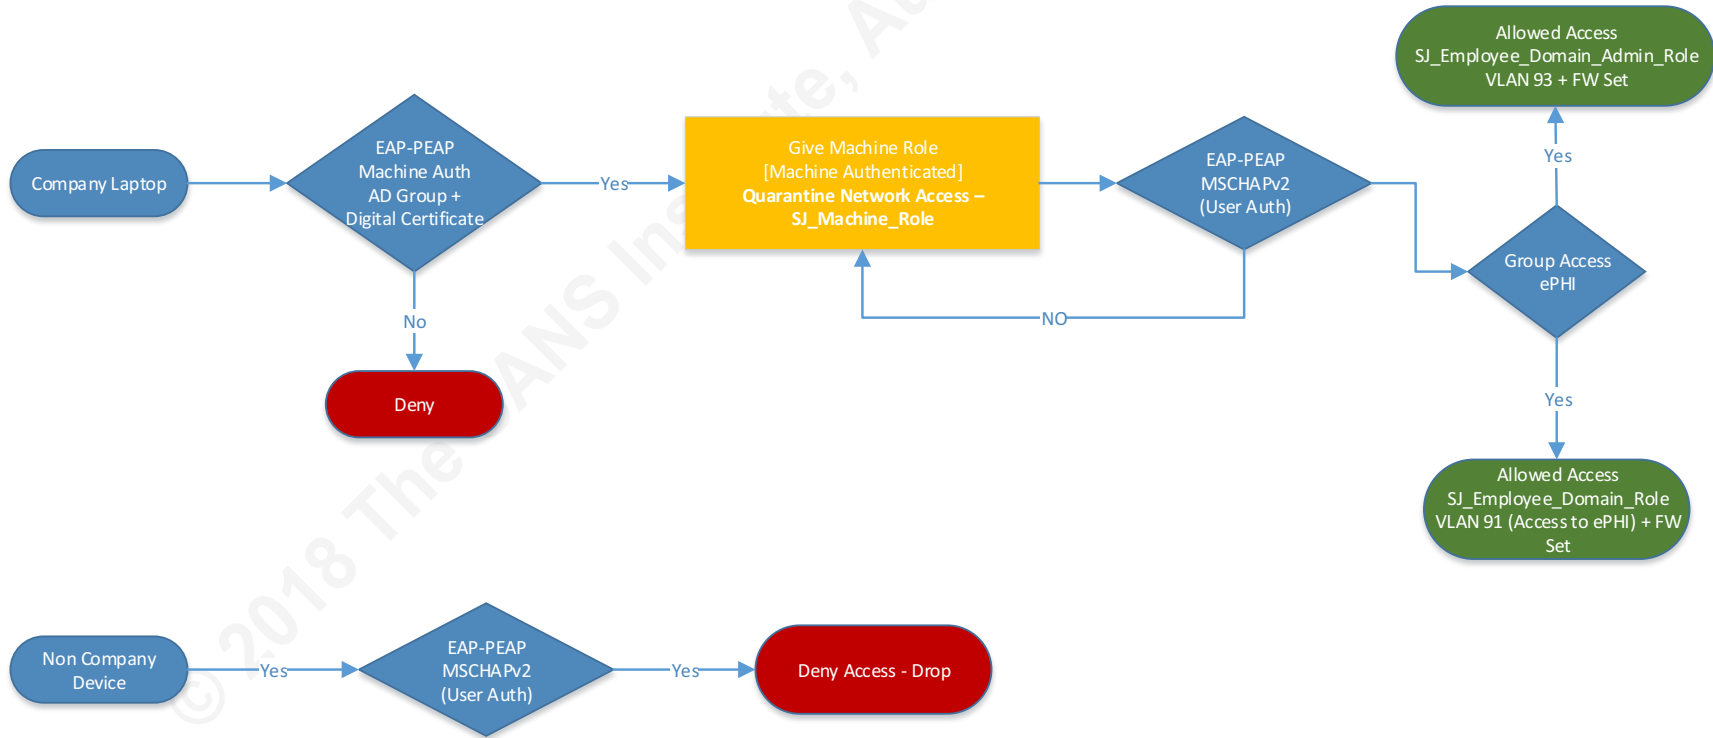 Allowed Access
SJ_Employee_Domain_Admin_Role
VLAN 93 + FW Set
Yes
Company Laptop
EAP-PEAP
Machine Auth
AD Group +
Digital Certificate
Yes
Give Machine Role
[Machine Authenticated]
Quarantine Network Access –
SJ_Machine_Role
EAP-PEAP
MSCHAPv2
(User Auth)
Group Access
ePHI
NO
No
Deny
Yes
Allowed Access
SJ_Employee_Domain_Role
VLAN 91 (Access to ePHI) + FW
Set
Non Company
Device
Yes
EAP-PEAP
MSCHAPv2
(User Auth)
Yes
Deny Access - Drop
© 2018 The